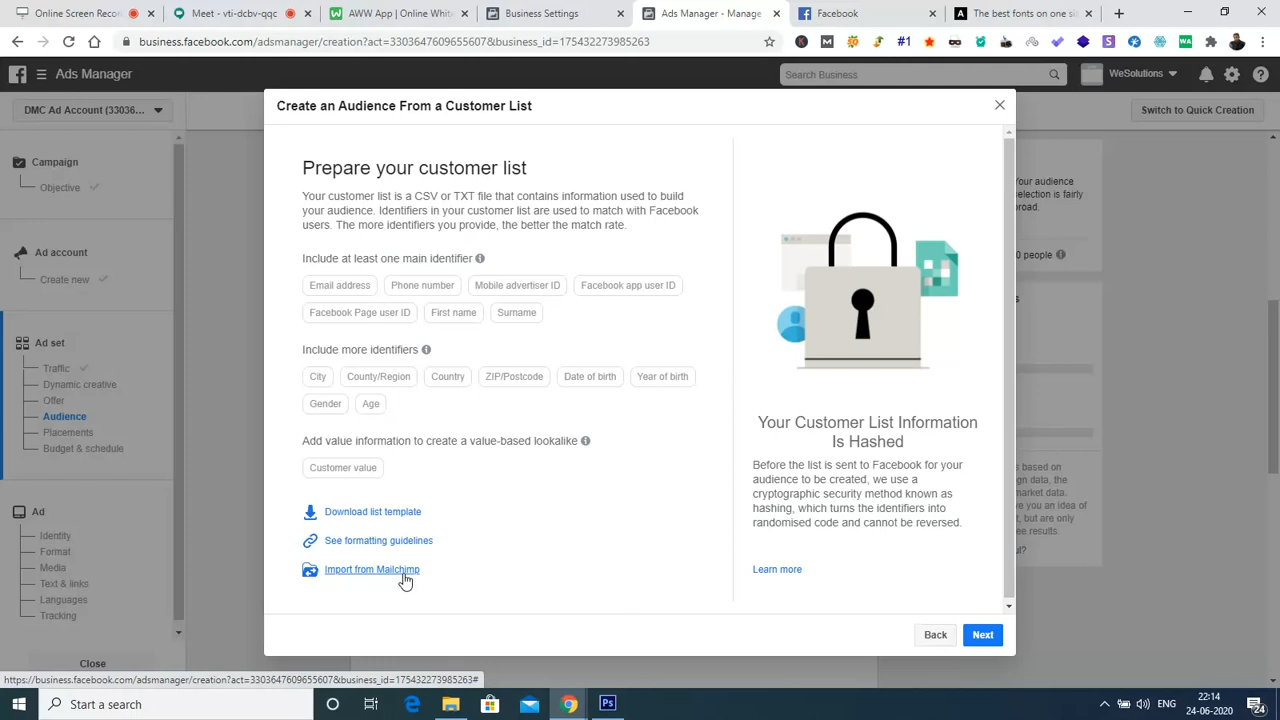 Online Screen Reco
Meet - vti-dcbv-vqc
WOW App | Online White
Business Settings
Ads Manager - Manage
Facebook
The best fonts on one si
business.facebook.com/adsmanager/creation?act=3303647609655607&business_id=175432273985263
#1
Ads Manager
Search Business
WeSolutions
DMC Ad Account (33036...
Switch to Quick Creation
Campaign
Objective
Ad account
Create new
Ad set
Traffic
Dynamic creative
Offer
Audience
Placements
Budget & schedule
Ad
Identity
Format
Media
Text & links
Languages
Tracking
Close
Create an Audience From a Customer List
Prepare your customer list
Your customer list is a CSV or TXT file that contains information used to build
your audience. Identifiers in your customer list are used to match with Facebook
users. The more identifiers you provide, the better the match rate.
Include at least one main identifier
Email address
Phone number
Mobile advertiser ID
Facebook app user ID
Facebook Page user ID
First name
Surname
Include more identifiers
City
County/Region
Country
ZIP/Postcode
Date of birth
Year of birth
Gender
Age
Add value information to create a value-based lookalike
Customer value
Download list template
See formatting guidelines
Import from Mailchimp
Your Customer List Information
Is Hashed
Before the list is sent to Facebook for your
audience to be created, we use a
cryptographic security method known as
hashing, which turns the identifiers into
randomised code and cannot be reversed.
Learn more
Back
Next
our audience
election is fairly
road.
0 people
s
s based on
gn data, the
market data.
ve you an idea of
t, but are only
ee results.
ul?
https://business.facebook.com/adsmanager/creation?act=3303647609655607&business_id=175432273985263#
Search
Ps
ENG
22:14
24-06-2020
24